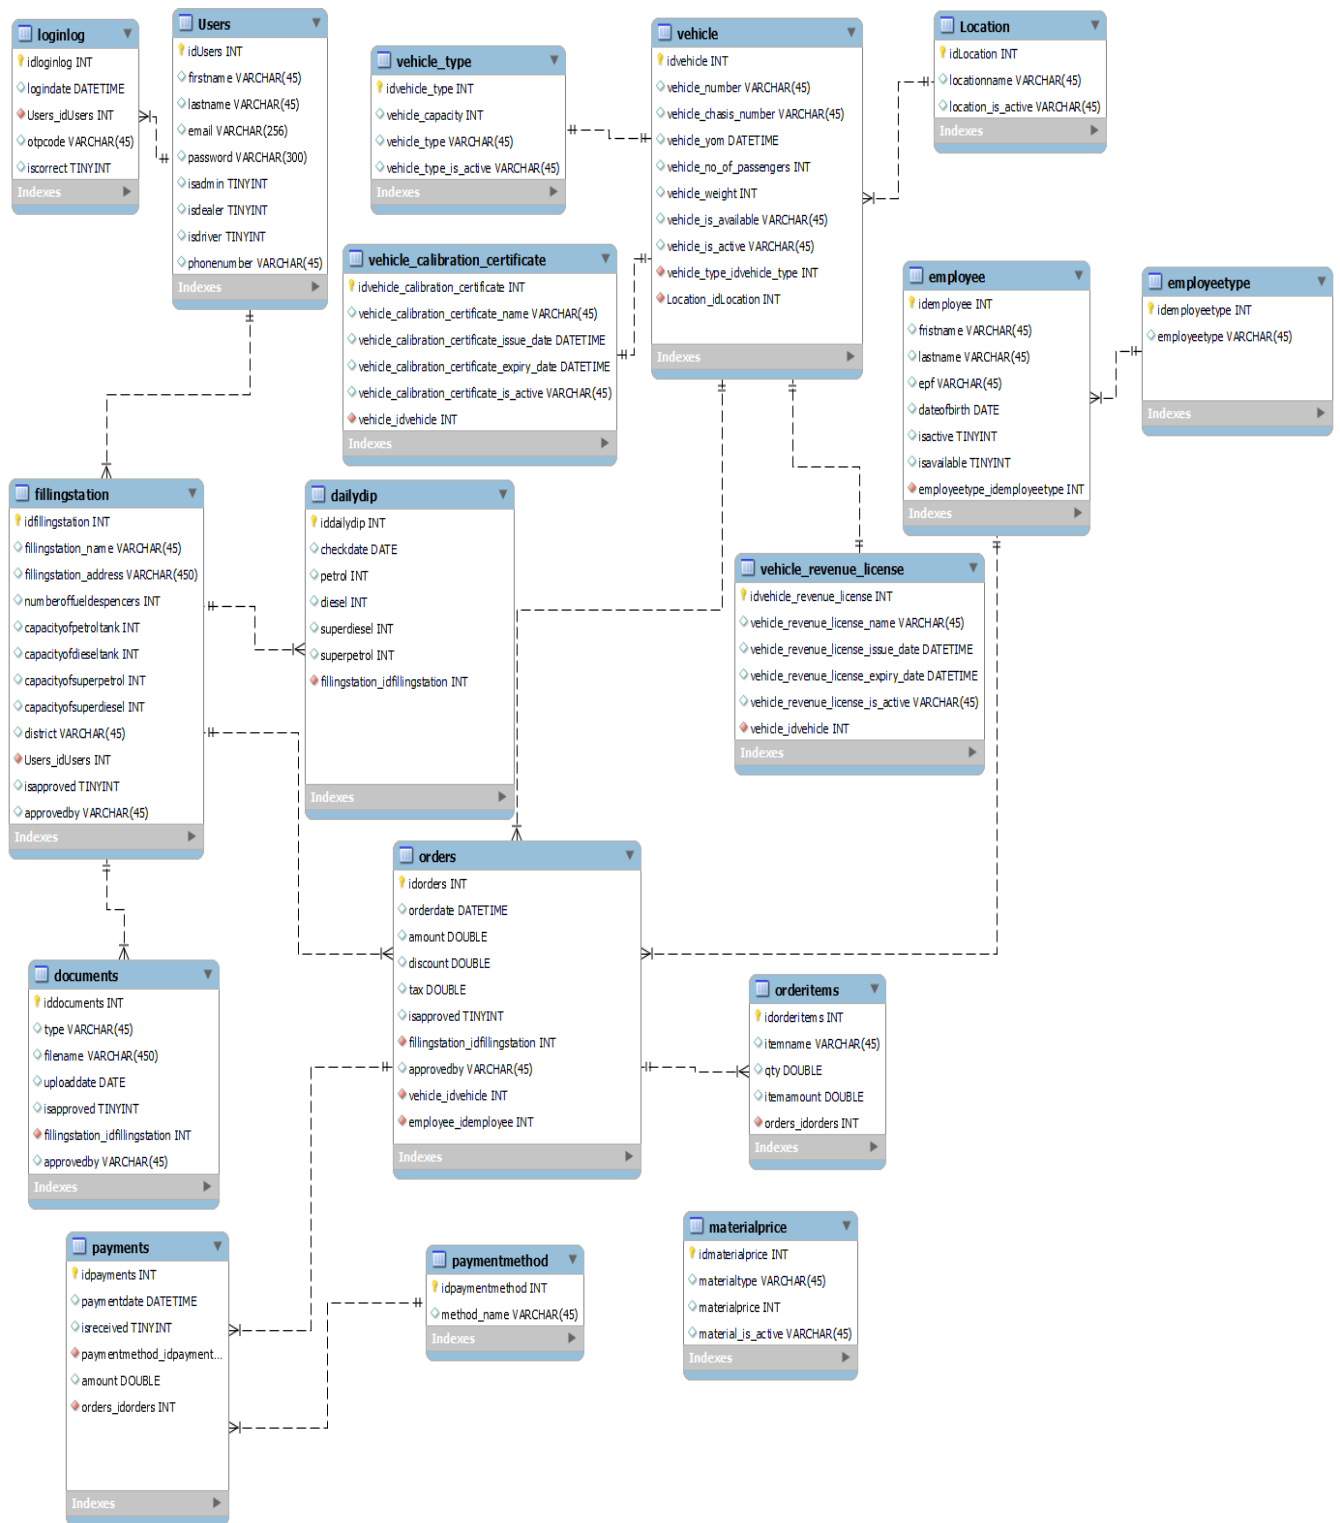 loginlog
idloginlog INT
logindate DATETIME
Users_idUsers INT
otpcode VARCHAR(45)
iscorrect TINYINT
Indexes
Users
idUsers INT
firstname VARCHAR(45)
lastname VARCHAR(45)
email VARCHAR(256)
password VARCHAR(300)
isadmin TINYINT
isdealer TINYINT
isdriver TINYINT
phonenumber VARCHAR(45)
Indexes
vehicle_type
idvehicle_type INT
vehicle_capacity INT
vehicle_type VARCHAR(45)
vehicle_type_is_active VARCHAR(45)
Indexes
vehicle
idvehicle INT
vehicle_number VARCHAR(45)
vehicle_chasis_number VARCHAR(45)
vehicle_yom DATETIME
vehicle_no_of_passengers INT
vehicle_weight INT
vehicle_is_available VARCHAR(45)
vehicle_is_active VARCHAR(45)
vehicle_type_idvehicle_type INT
Location_idLocation INT
Indexes
Location
idLocation INT
locationname VARCHAR(45)
location_is_active VARCHAR(45)
Indexes
vehicle_calibration_certificate
idvehicle_calibration_certificate INT
vehicle_calibration_certificate_name VARCHAR(45)
vehicle_calibration_certificate_issue_date DATETIME
vehicle_calibration_certificate_expiry_date DATETIME
vehicle_calibration_certificate_is_active VARCHAR(45)
vehicle_idvehicle INT
Indexes
employee
idemployee INT
fristname VARCHAR(45)
lastname VARCHAR(45)
epf VARCHAR(45)
dateofbirth DATE
isactive TINYINT
isavailable TINYINT
employeetype_idemployeetype INT
Indexes
employeetype
idemployeetype INT
employeetype VARCHAR(45)
Indexes
fillingstation
idfillingstation INT
fillingstation_name VARCHAR(45)
fillingstation_address VARCHAR(450)
numberoffueldespencers INT
capacityofpetroltank INT
capacityofdieseltank INT
capacityofsuperpetrol INT
capacityofsuperdiesel INT
district VARCHAR(45)
Users_idUsers INT
isapproved TINYINT
approvedby VARCHAR(45)
Indexes
dailydip
iddailydip INT
checkdate DATE
petrol INT
diesel INT
superdiesel INT
superpetrol INT
fillingstation_idfillingstation INT
Indexes
vehicle_revenue_license
idvehicle_revenue_license INT
vehicle_revenue_license_name VARCHAR(45)
vehicle_revenue_license_issue_date DATETIME
vehicle_revenue_license_expiry_date DATETIME
vehicle_revenue_license_is_active VARCHAR(45)
vehicle_idvehicle INT
Indexes
orders
idorders INT
orderdate DATETIME
amount DOUBLE
discount DOUBLE
tax DOUBLE
isapproved TINYINT
fillingstation_idfillingstation INT
approvedby VARCHAR(45)
vehicle_idvehicle INT
employee_idemployee INT
Indexes
documents
iddocuments INT
type VARCHAR(45)
filename VARCHAR(450)
uploaddate DATE
isapproved TINYINT
fillingstation_idfillingstation INT
approvedby VARCHAR(45)
Indexes
orderitems
idorderitems INT
itemname VARCHAR(45)
qty DOUBLE
itemamount DOUBLE
orders_idorders INT
Indexes
payments
idpayments INT
paymentdate DATETIME
isreceived TINYINT
paymentmethod_idpayment...
amount DOUBLE
orders_idorders INT
Indexes
paymentmethod
idpaymentmethod INT
method_name VARCHAR(45)
Indexes
materialprice
idmaterialprice INT
materialtype VARCHAR(45)
materialprice INT
material_is_active VARCHAR(45)
Indexes